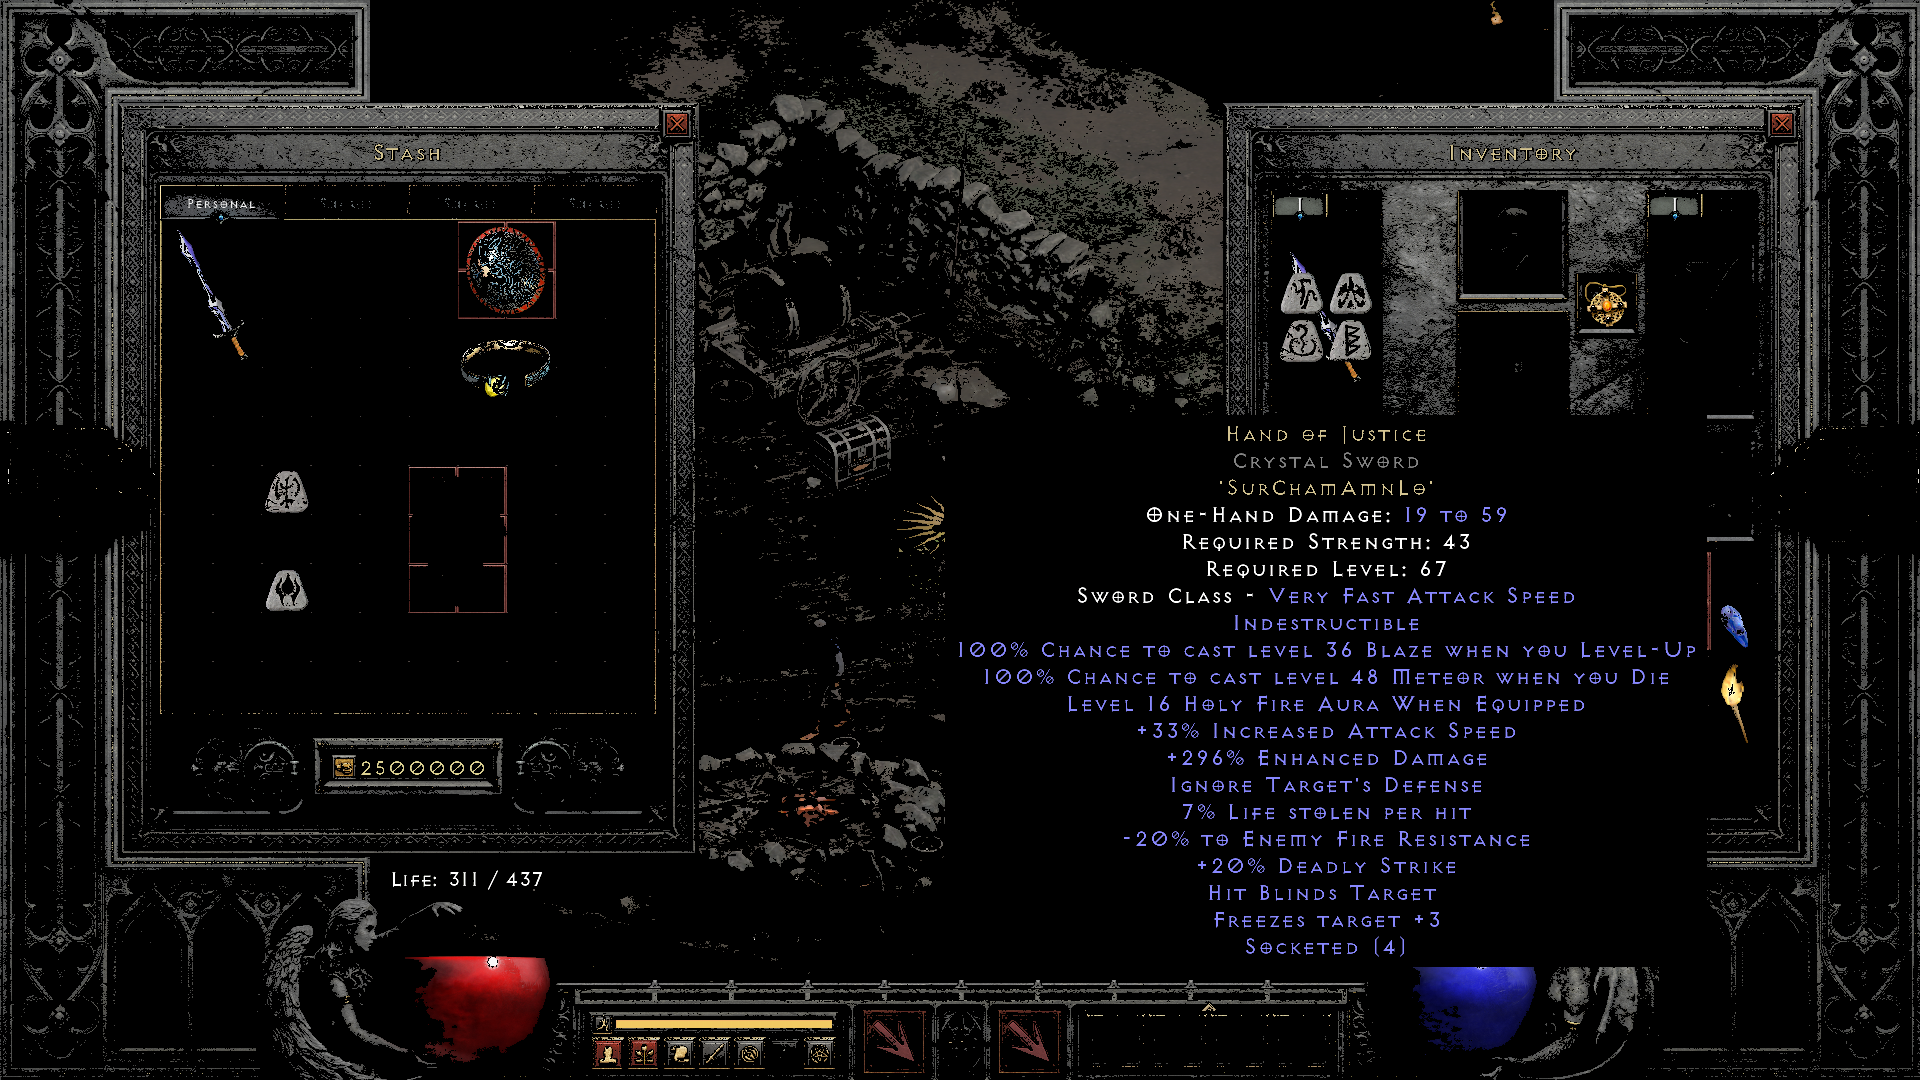 Stash
Personal
2500000
Inventory
Hand of Justice
Crystal Sword
'SurChamAmnLo'
One-Hand Damage: 19 to 59
Required Strength: 43
Required Level: 67
Sword Class - Very Fast Attack Speed
Indestructible
100% Chance to cast level 36 Blaze when you Level-Up
100% Chance to cast level 48 Meteor when you Die
Level 16 Holy Fire Aura When Equipped
+33% Increased Attack Speed
+296% Enhanced Damage
Ignore Target's Defense
7% Life stolen per hit
-20% to Enemy Fire Resistance
+20% Deadly Strike
Hit Blinds Target
Freezes target +3
Socketed (4)
Life: 311 / 437